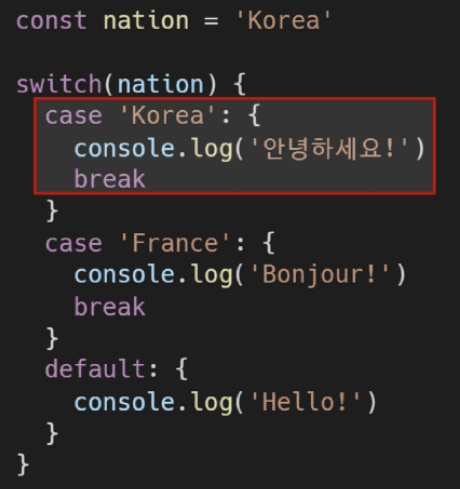 const nation = 'Korea'
switch(nation) {
  case 'Korea': {
    console.log('안녕하세요!')
    break
  }
  case 'France': {
    console.log('Bonjour!')
    break
  }
  default: {
    console.log('Hello!')
  }
}